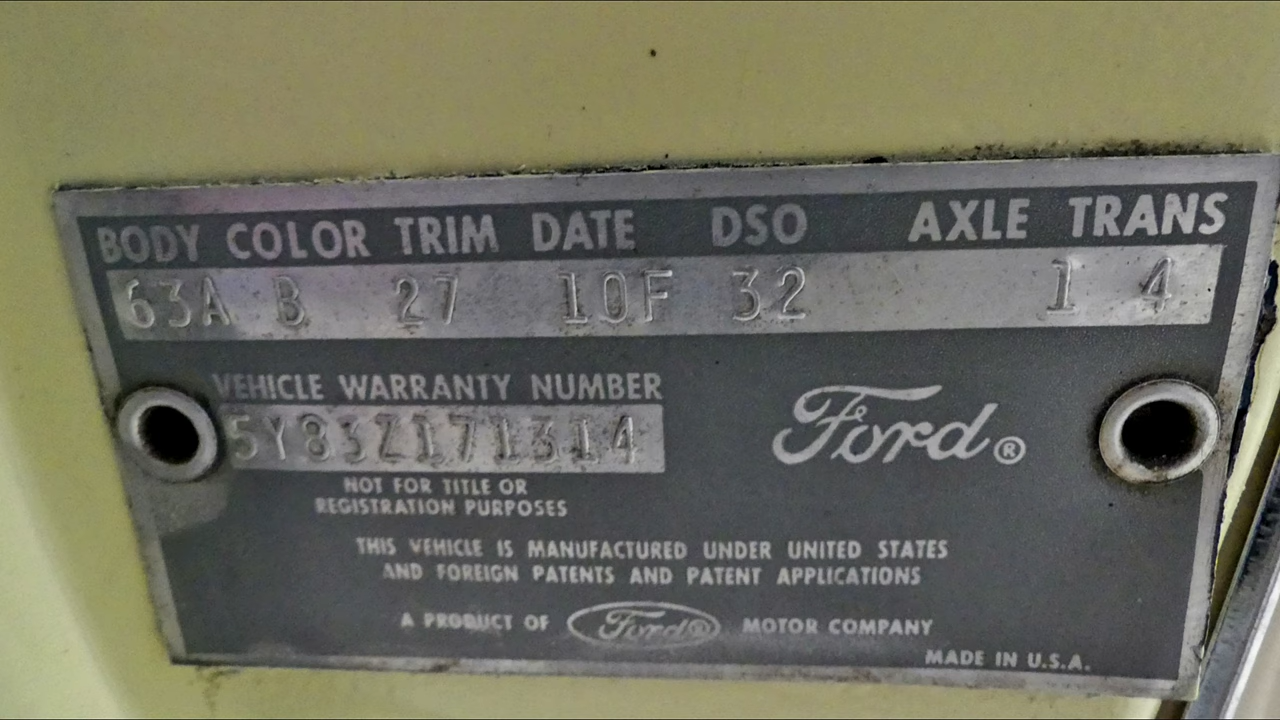 BODY COLOR TRIM DATE DSO AXLE TRANS
63A B 27 10F 32 1 4
VEHICLE WARRANTY NUMBER
5Y83Z171314
Ford®
NOT FOR TITLE OR
REGISTRATION PURPOSES
THIS VEHICLE IS MANUFACTURED UNDER UNITED STATES
AND FOREIGN PATENTS AND PATENT APPLICATIONS
A PRODUCT OF Ford® MOTOR COMPANY
MADE IN U.S.A.